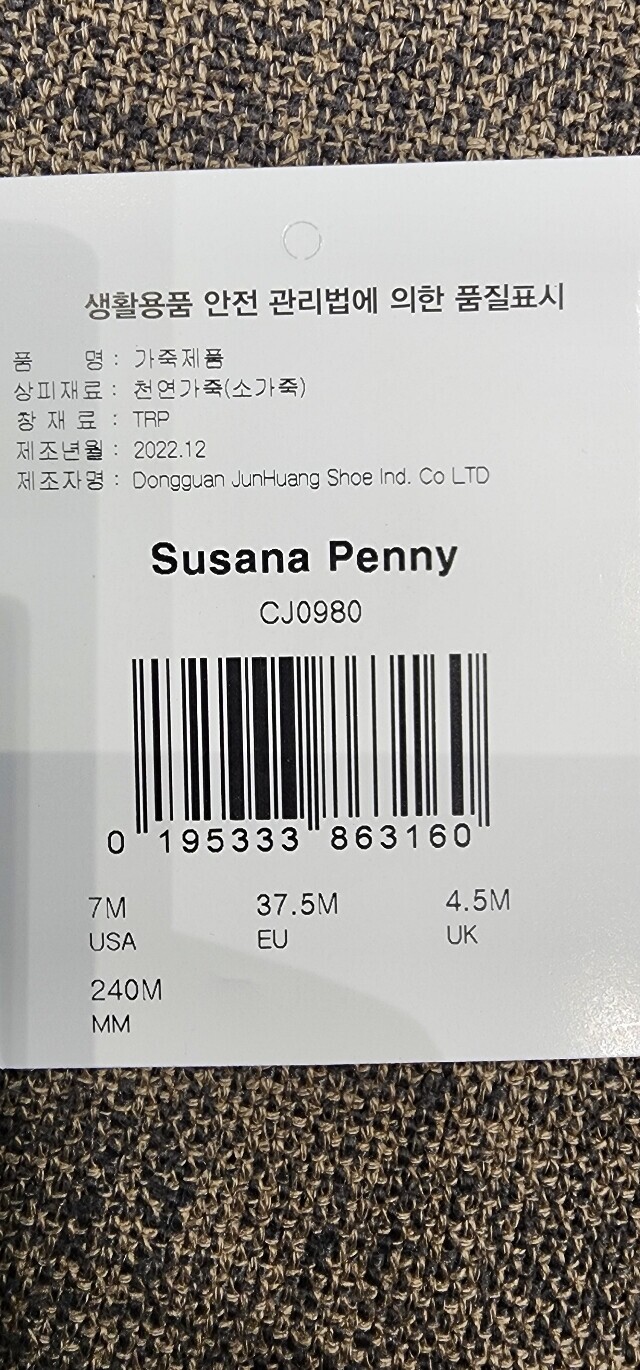 생활용품 안전 관리법에 의한 품질표시
품 명 : 가죽제품
상피재료 : 천연가죽(소가죽)
창 재 료 : TRP
제조년월 : 2022.12
제조자명 : Dongguan JunHuang Shoe Ind. Co LTD
Susana Penny
CJ0980
0 195333 863160
7M 37.5M 4.5M
USA EU UK
240M
MM